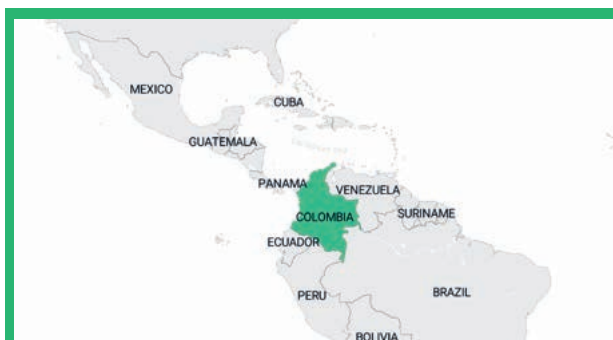 MEXICO
CUBA
GUATEMALA
PANAMA
VENEZUELA
COLOMBIA
SURINAME
ECUADOR
PERU
BRAZIL
BOLIVIA